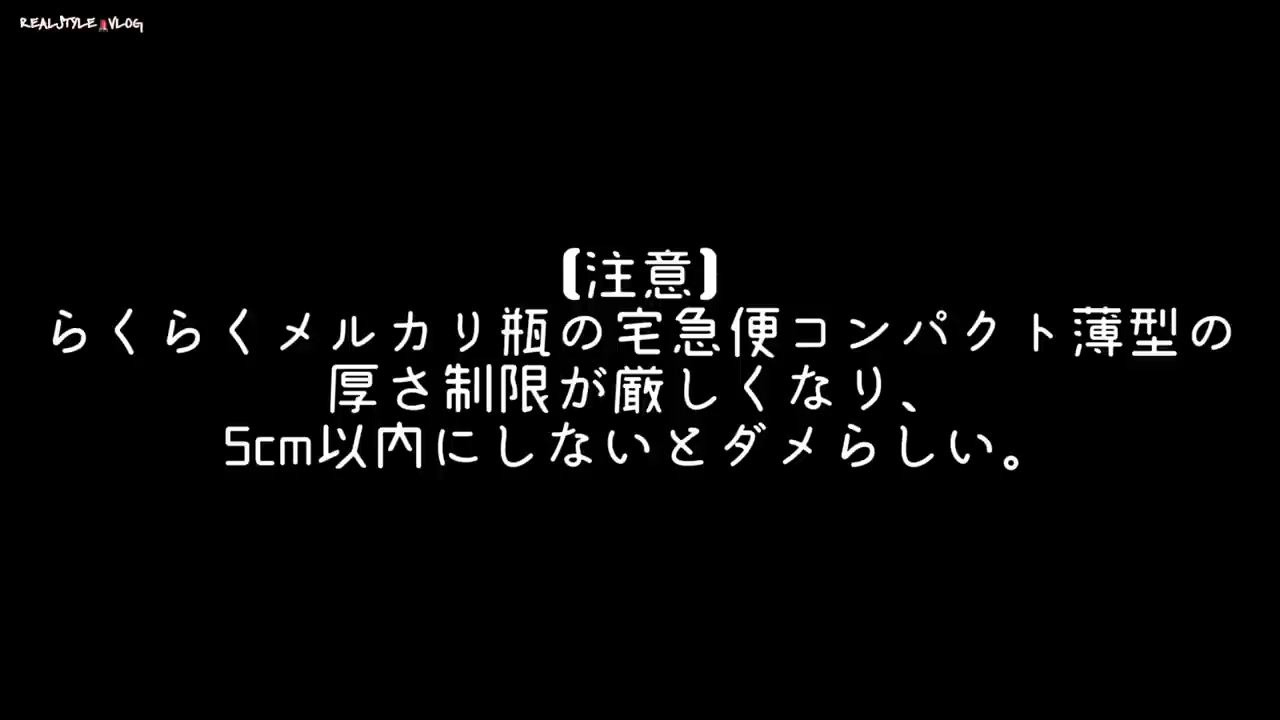 REALSTYLE VLOG
【注意】
らくらくメルカリ瓶の宅急便コンパクト薄型の
厚さ制限が厳しくなり、
5cm以内にしないとダメらしい。